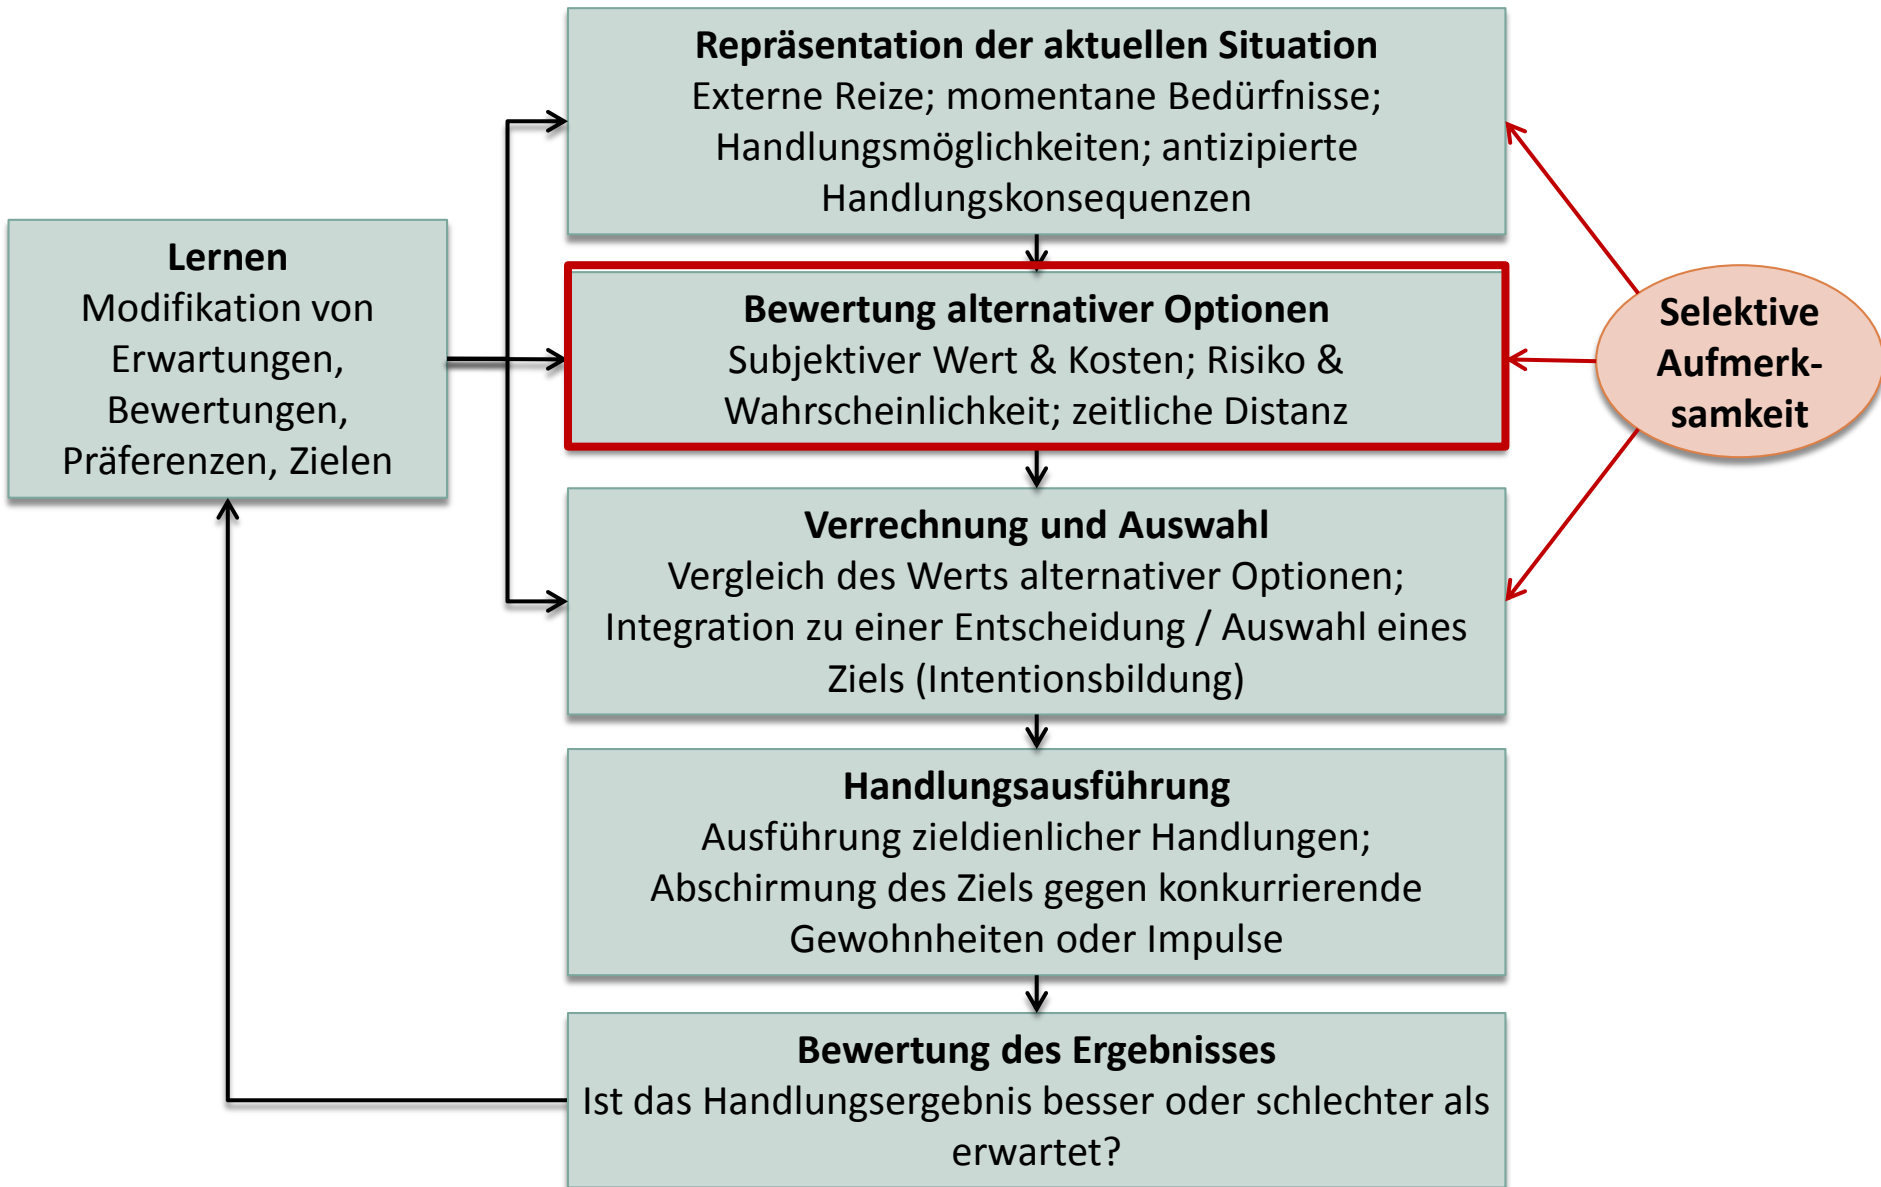 Repräsentation der aktuellen Situation
Externe Reize; momentane Bedürfnisse;
Handlungsmöglichkeiten; antizipierte
Handlungskonsequenzen
Lernen
Modifikation von
Erwartungen,
Bewertungen,
Präferenzen, Zielen
Bewertung alternativer Optionen
Subjektiver Wert & Kosten; Risiko &
Wahrscheinlichkeit; zeitliche Distanz
Selektive
Aufmerk-
samkeit
Verrechnung und Auswahl
Vergleich des Werts alternativer Optionen;
Integration zu einer Entscheidung / Auswahl eines
Ziels (Intentionsbildung)
Handlungsausführung
Ausführung zieldienlicher Handlungen;
Abschirmung des Ziels gegen konkurrierende
Gewohnheiten oder Impulse
Bewertung des Ergebnisses
Ist das Handlungsergebnis besser oder schlechter als
erwartet?